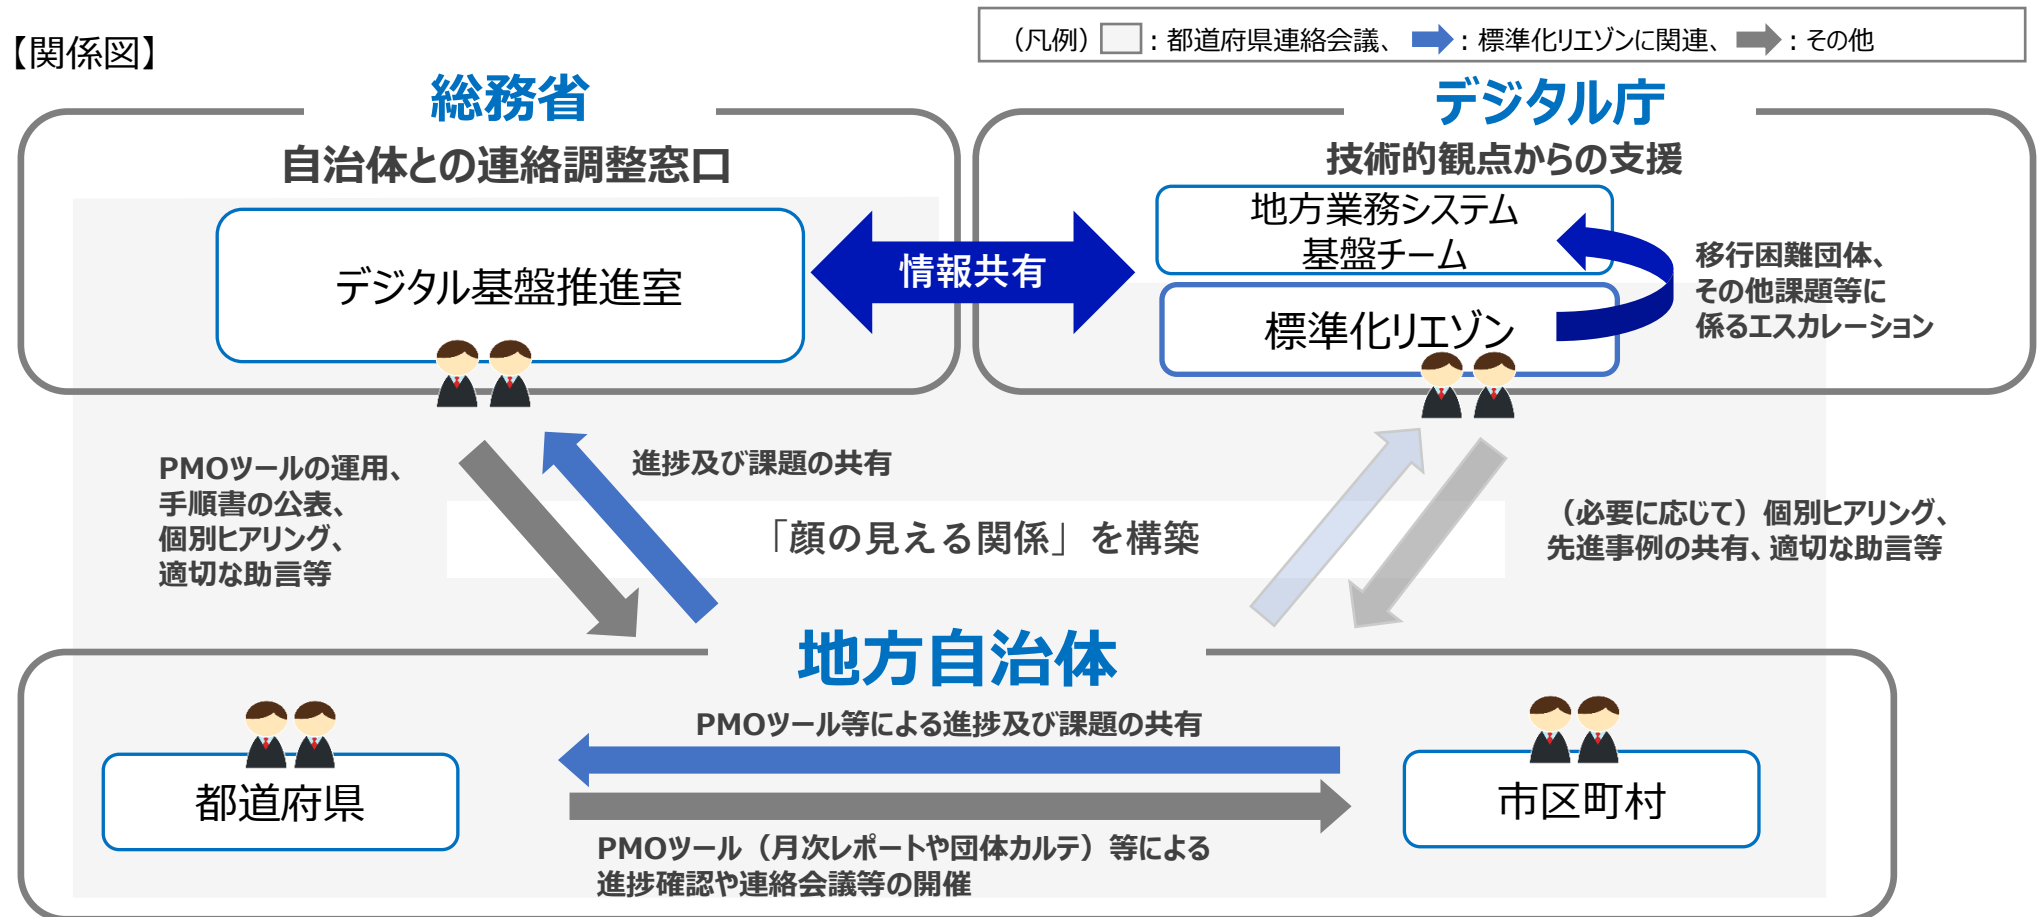 【関係図】
（凡例） ：都道府県連絡会議、 ：標準化リエゾンに関連、 ：その他
総務省
自治体との連絡調整窓口
デジタル基盤推進室
情報共有
デジタル庁
技術的観点からの支援
地方業務システム
基盤チーム
標準化リエゾン
移行困難団体、
その他課題等に
係るエスカレーション
PMOツールの運用、
手順書の公表、
個別ヒアリング、
適切な助言等
進捗及び課題の共有
「顔の見える関係」を構築
（必要に応じて）個別ヒアリング、
先進事例の共有、適切な助言等
地方自治体
PMOツール等による進捗及び課題の共有
都道府県
市区町村
PMOツール（月次レポートや団体カルテ）等による
進捗確認や連絡会議等の開催